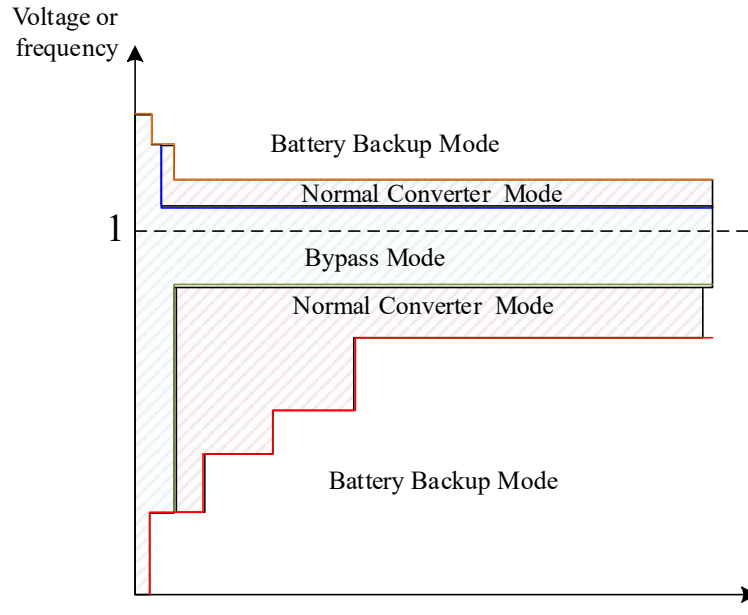 Voltage or
frequency
Battery Backup Mode
Normal Converter Mode
1
Bypass Mode
Normal Converter Mode
Battery Backup Mode